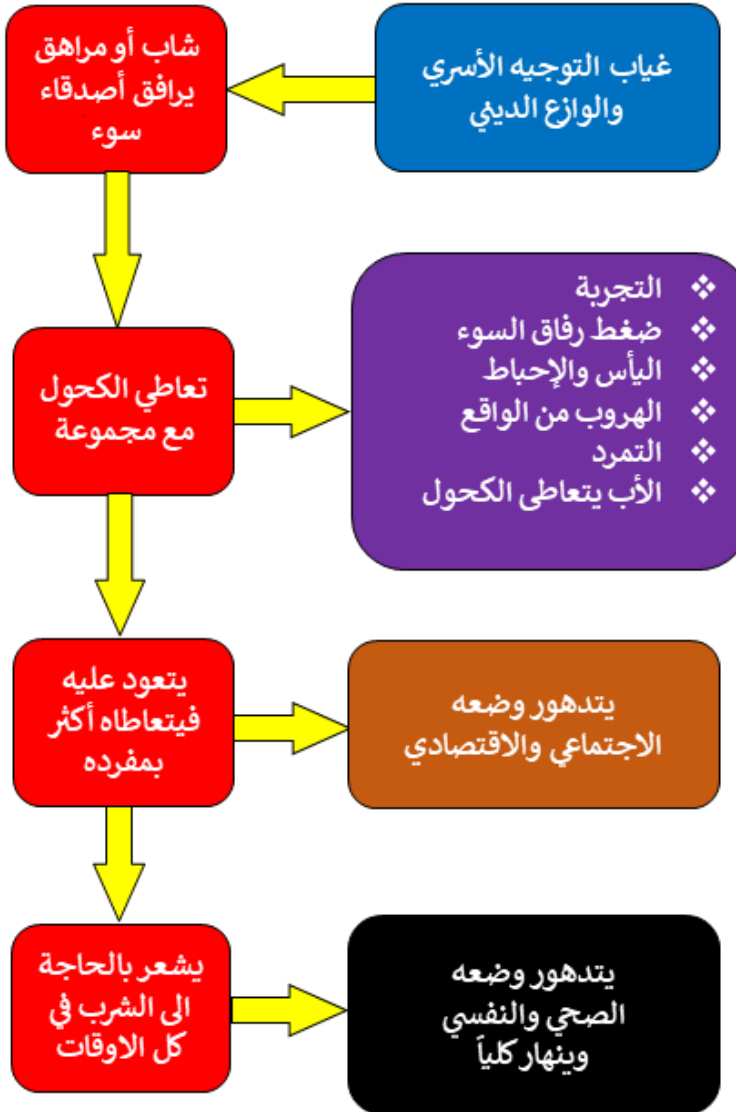 غياب التوجيه الأسري
والوازع الديني
شاب أو مراهق
يرافق أصدقاء
سوء
تعاطي الكحول
مع مجموعة
❖ التجربة
❖ ضغط رفاق السوء
❖ اليأس والإحباط
❖ الهروب من الواقع
❖ التمرد
❖ الأب يتعاطى الكحول
يتعود عليه
فيتعاطاه أكثر
بمفرده
يتدهور وضعه
الاجتماعي والاقتصادي
يشعر بالحاجة
الى الشرب في
كل الاوقات
يتدهور وضعه
الصحي والنفسي
وينهار كلياً